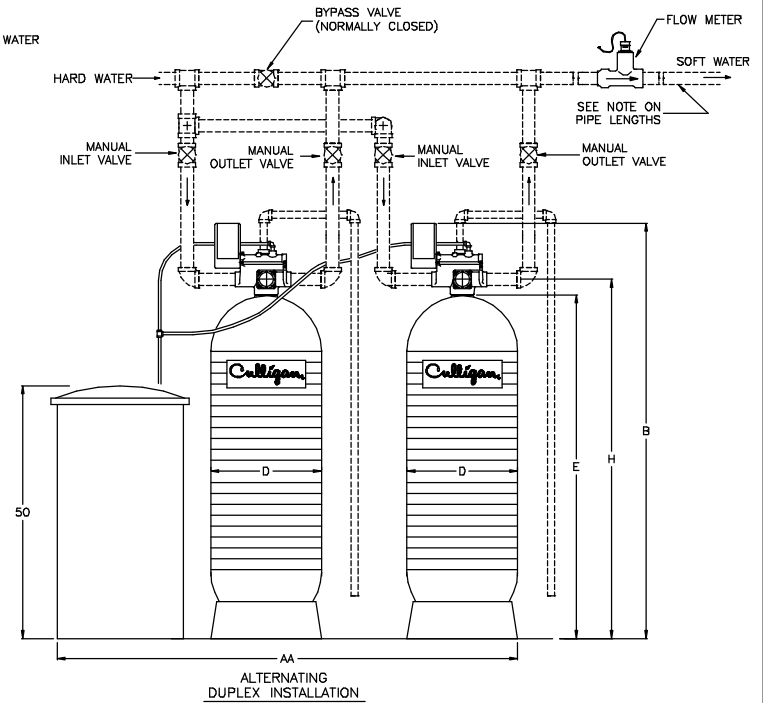 BYPASS VALVE
(NORMALLY CLOSED)
FLOW METER
WATER
SOFT WATER
HARD WATER
SEE NOTE ON
PIPE LENGTHS
MANUAL
INLET VALVE
MANUAL
OUTLET VALVE
MANUAL
INLET VALVE
MANUAL
OUTLET VALVE
Culligan
Culligan
B
H
E
D
D
50
AA
ALTERNATING
DUPLEX INSTALLATION